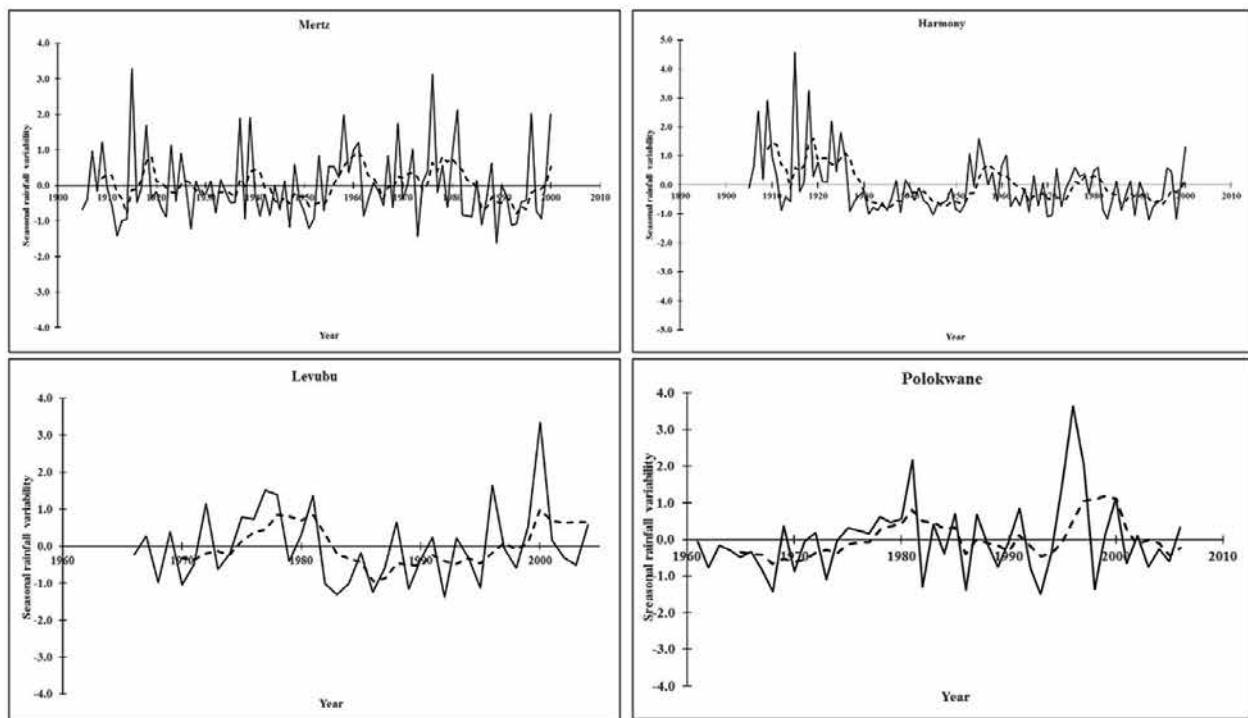 Mertz
4.0
3.0
2.0
1.0
0.0
-1.0
-2.0
-3.0
-4.0
1900 1910 1920 1930 1940 1950 1960 1970 1980 1990 2000 2010
Seasonal rainfall variability
Year
Harmony
5.0
4.0
3.0
2.0
1.0
0.0
-1.0
-2.0
-3.0
-4.0
-5.0
1890 1900 1910 1920 1930 1940 1950 1960 1970 1980 1990 2000 2010
Seasonal rainfall variability
Year
Levubu
4.0
3.0
2.0
1.0
0.0
-1.0
-2.0
-3.0
-4.0
1960 1970 1980 1990 2000
Seasonal rainfall variability
Year
Polokwane
4.0
3.0
2.0
1.0
0.0
-1.0
-2.0
-3.0
-4.0
1960 1970 1980 1990 2000 2010
Sreasonal rainfall variability
Year